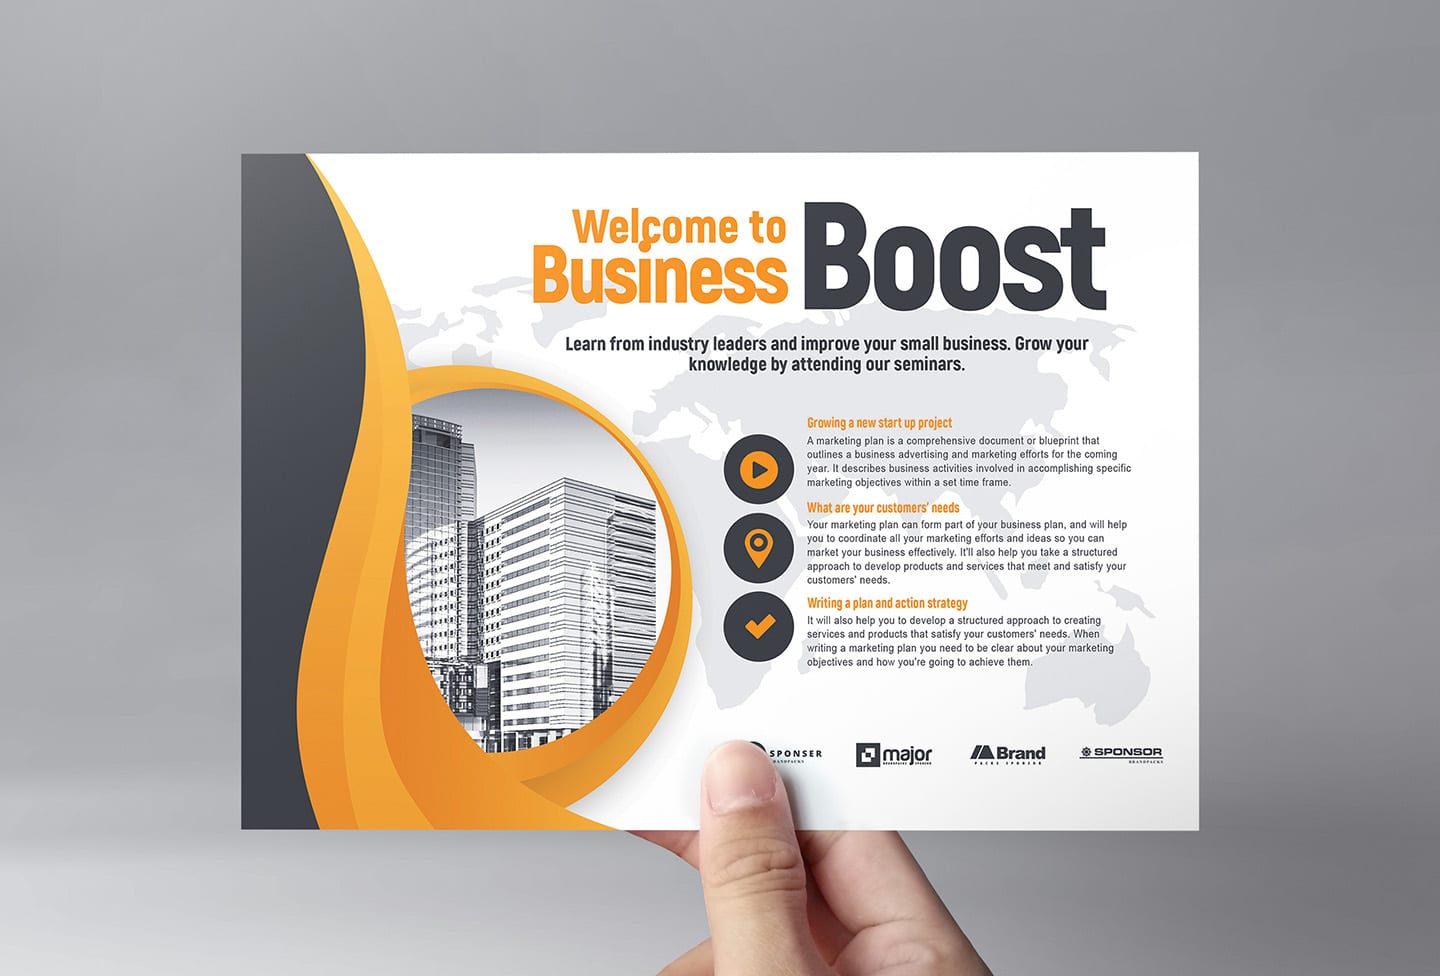 Welcome to
Business Boost
Learn from industry leaders and improve your small business. Grow your
knowledge by attending our seminars.
Growing a new start up project
A marketing plan is a comprehensive document or blueprint that
outlines a business advertising and marketing efforts for the coming
year. It describes business activities involved in accomplishing specific
marketing objectives within a set time frame.
What are your customers' needs
Your marketing plan can form part of your business plan, and will help
you to coordinate all your marketing efforts and ideas so you can
market your business effectively. It'll also help you take a structured
approach to develop products and services that meet and satisfy your
customers' needs.
Writing a plan and action strategy
It will also help you to develop a structured approach to creating
services and products that satisfy your customers' needs. When
writing a marketing plan you need to be clear about your marketing
objectives and how you're going to achieve them.
SPONSER
major
BRANDPACKS SPONSOR
Brand
PACKS SPONSOR
SPONSOR
BRANDPACKS